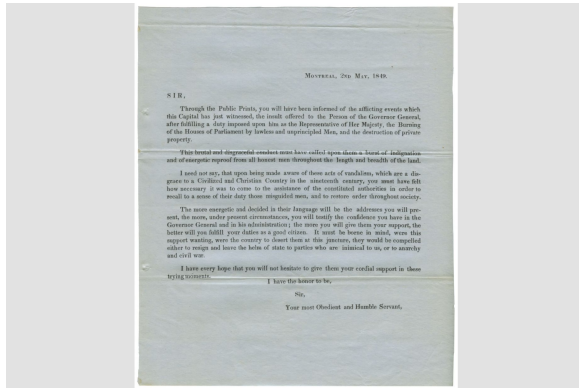 MONTREAL, 2ND MAY, 1849.
SIR,
Through the Public Prints, you will have been informed of the afflicting events which
this Capital has just witnessed, the insult offered to the Person of the Governor General,
after fulfilling a duty imposed upon him as the Representative of Her Majesty, the Burning
of the Houses of Parliament by lawless and unprincipled Men, and the destruction of private
property.
This brutal and disgraceful conduct must have called upon them a burst of indignation
and of energetic reproof from all honest men throughout the length and breadth of the land.
I need not say, that upon being made aware of these acts of vandalism, which are a dis-
grace to a Civilized and Christian Country in the nineteenth century, you must have felt
how necessary it was to come to the assistance of the constituted authorities in order to
recall to a sense of their duty those misguided men, and to restore order throughout society.
The more energetic and decided in their language will be the addresses you will pre-
sent, the more, under present circumstances, you will testify the confidence you have in the
Governor General and in his administration; the more you will give them your support, the
better will you fulfill your duties as a good citizen. It must be borne in mind, were this
support wanting, were the country to desert them at this juncture, they would be compelled
either to resign and leave the helm of state to parties who are inimical to us, or to anarchy
and civil war.
I have every hope that you will not hesitate to give them your cordial support in these
trying moments.
I have the honor to be,
Sir,
Your most Obedient and Humble Servant,